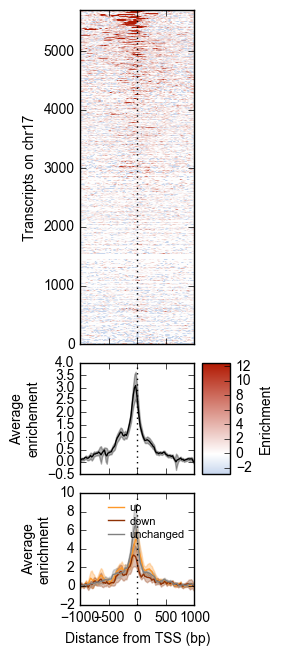 5000
4000
3000
2000
1000
0
Transcripts on chr17
4.0
3.5
3.0
2.5
2.0
1.5
1.0
0.5
0.0
−0.5
Average
enrichement
12
10
8
6
4
2
0
−2
Enrichment
10
8
6
4
2
0
−2
Average
enrichment
up
down
unchanged
−1000 −500 0 500 1000
Distance from TSS (bp)